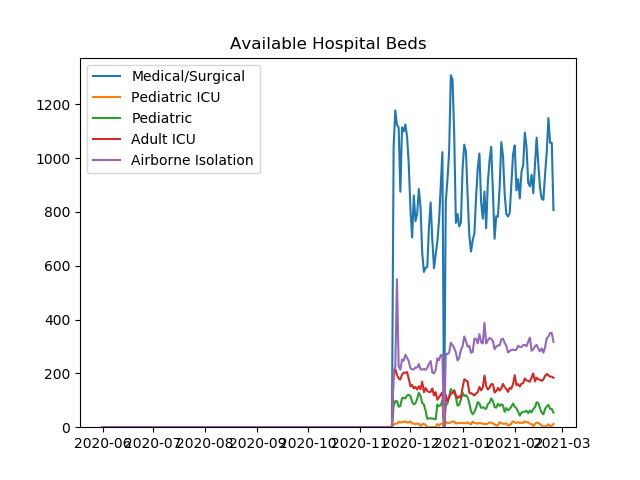 Available Hospital Beds
Medical/Surgical
Pediatric ICU
Pediatric
Adult ICU
Airborne Isolation
1200
1000
800
600
400
200
0
2020-06 2020-07 2020-08 2020-09 2020-10 2020-11 2020-12 2021-01 2021-02 2021-03